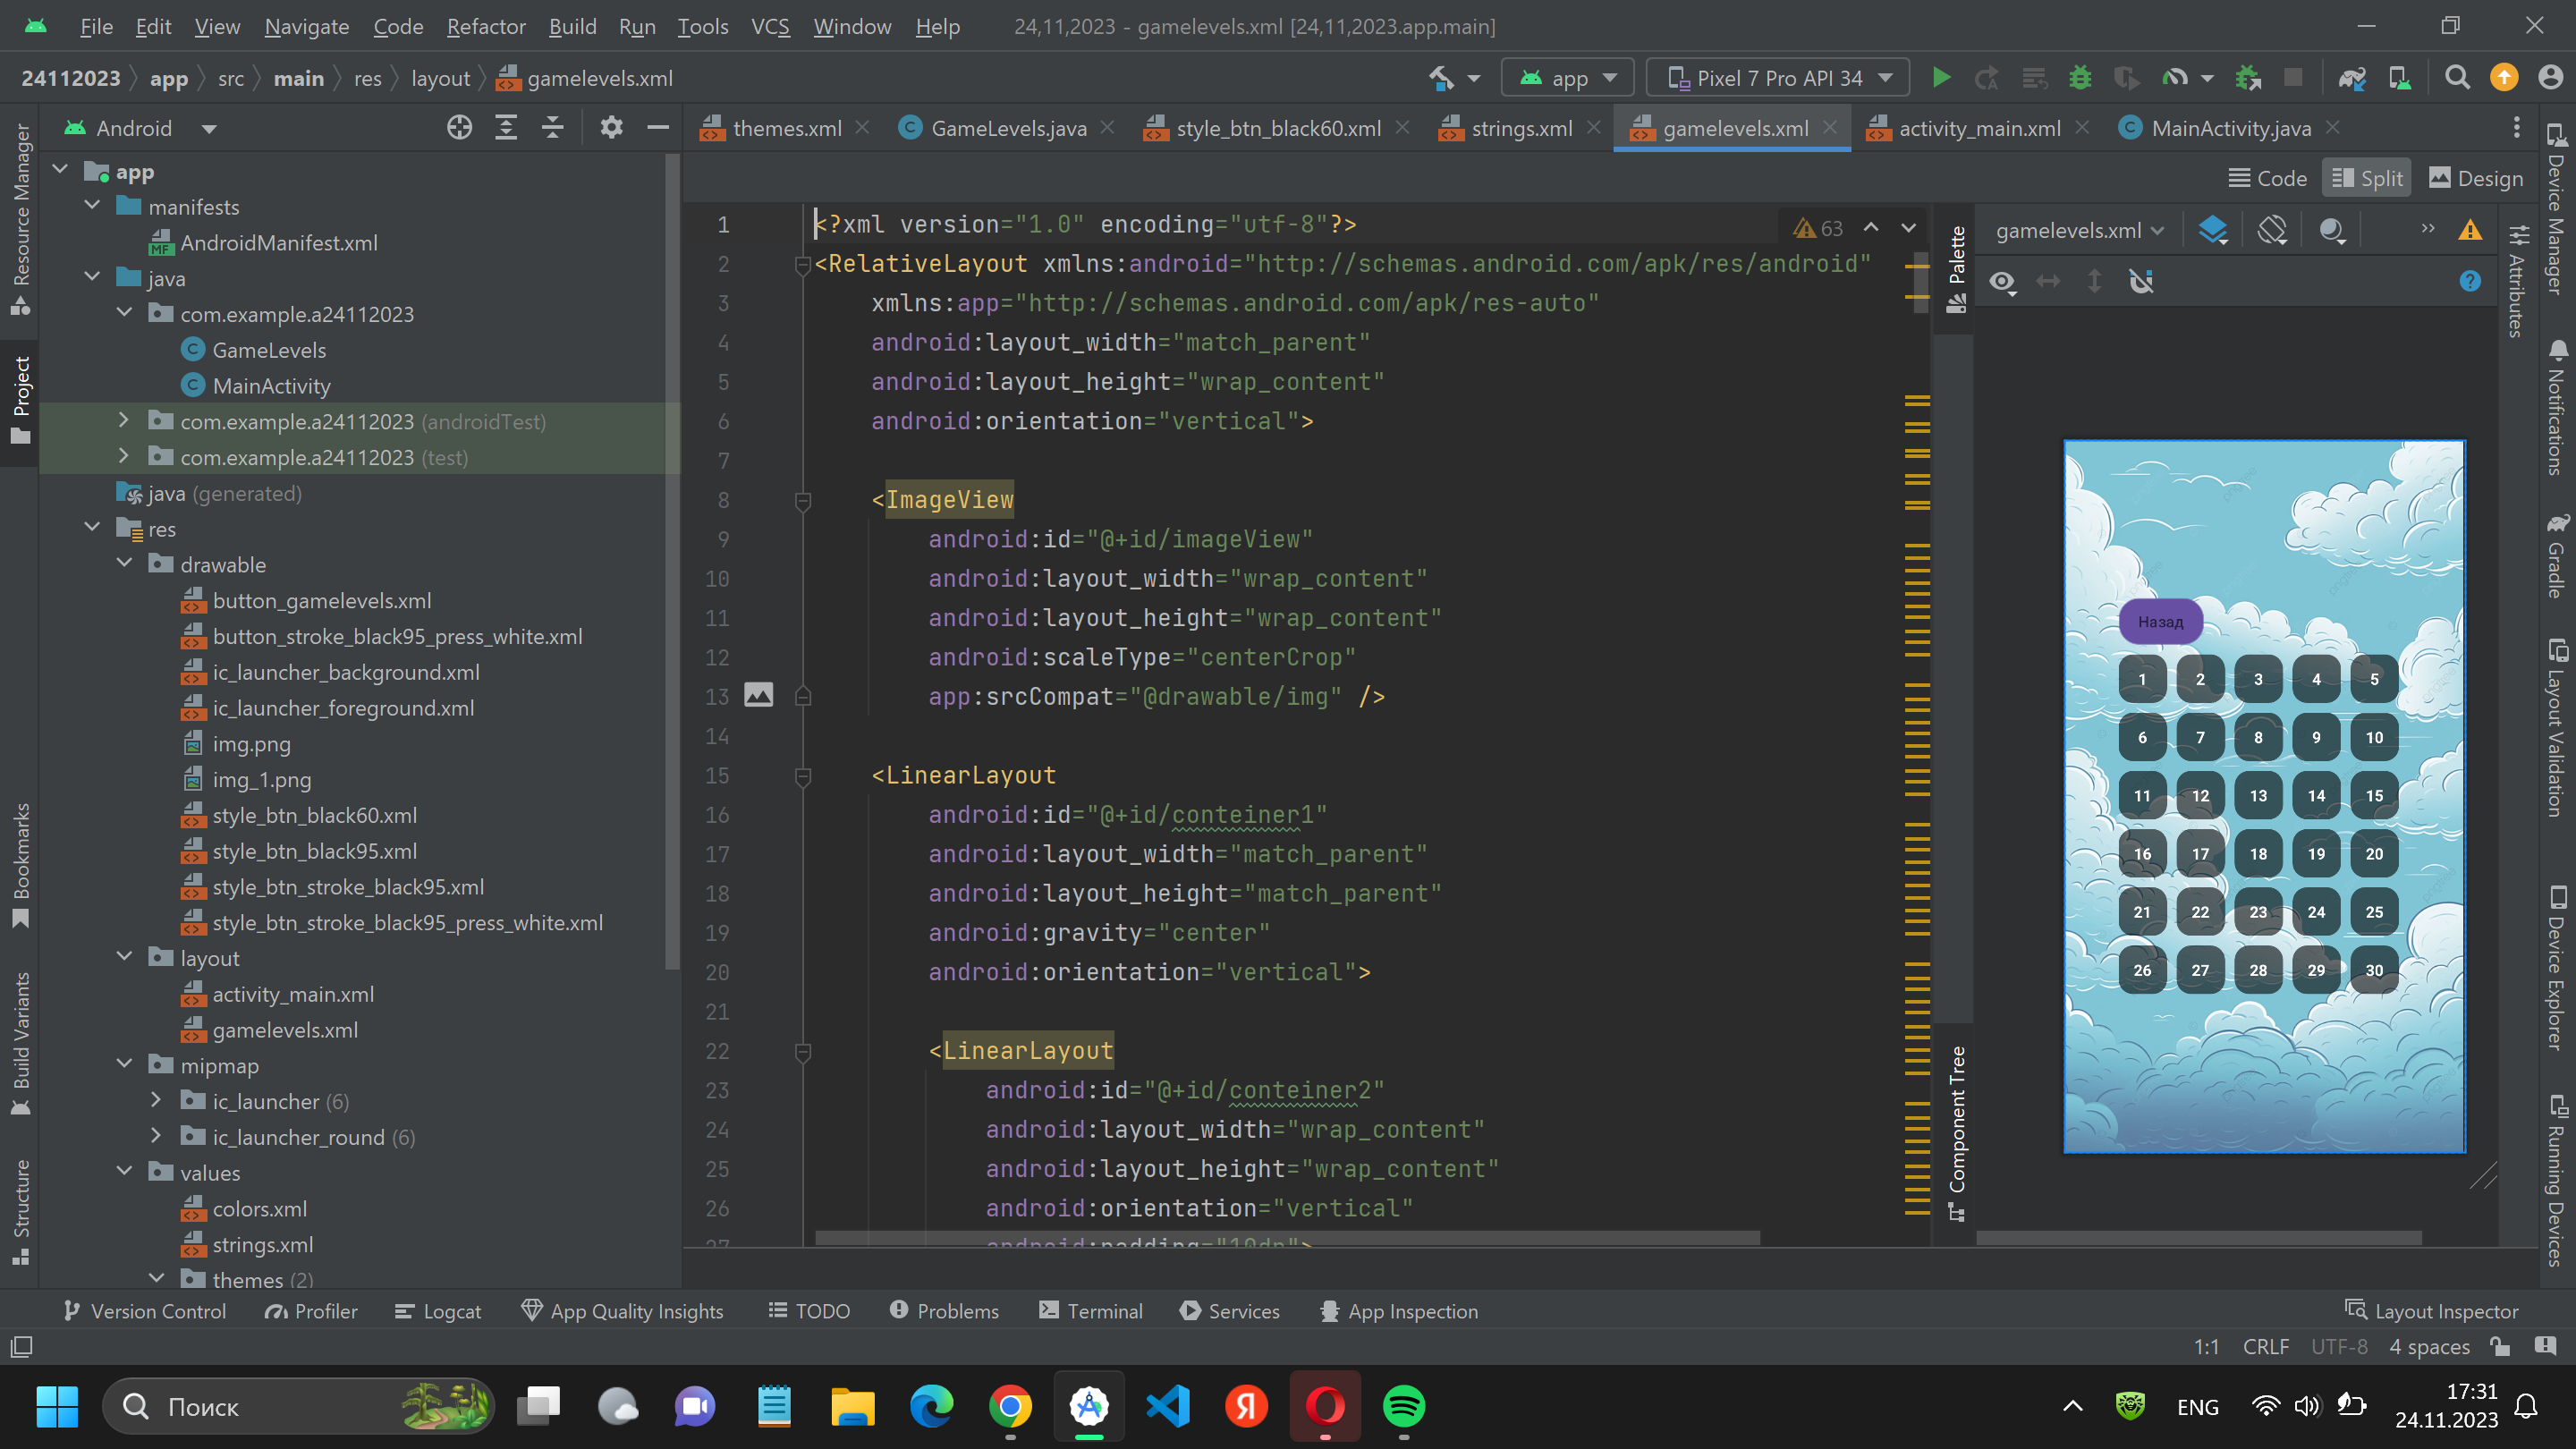 File Edit View Navigate Code Refactor Build Run Tools VCS Window Help 24,11,2023 - gamelevels.xml [24,11,2023.app.main]
24112023 app src main res layout gamelevels.xml app Pixel 7 Pro API 34
Android
themes.xml GameLevels.java style_btn_black60.xml strings.xml gamelevels.xml activity_main.xml MainActivity.java
Code Split Design
Resource Manager
Project
Bookmarks
Build Variants
Structure
app
manifests
AndroidManifest.xml
java
com.example.a24112023
GameLevels
MainActivity
com.example.a24112023 (androidTest)
com.example.a24112023 (test)
java (generated)
res
drawable
button_gamelevels.xml
button_stroke_black95_press_white.xml
ic_launcher_background.xml
ic_launcher_foreground.xml
img.png
img_1.png
style_btn_black60.xml
style_btn_black95.xml
style_btn_stroke_black95.xml
style_btn_stroke_black95_press_white.xml
layout
activity_main.xml
gamelevels.xml
mipmap
ic_launcher (6)
ic_launcher_round (6)
values
colors.xml
strings.xml
themes (2)
1 <?xml version="1.0" encoding="utf-8"?> 63
2 <RelativeLayout xmlns:android="http://schemas.android.com/apk/res/android"
3 xmlns:app="http://schemas.android.com/apk/res-auto"
4 android:layout_width="match_parent"
5 android:layout_height="wrap_content"
6 android:orientation="vertical">
7
8 <ImageView
9 android:id="@+id/imageView"
10 android:layout_width="wrap_content"
11 android:layout_height="wrap_content"
12 android:scaleType="centerCrop"
13 app:srcCompat="@drawable/img" />
14
15 <LinearLayout
16 android:id="@+id/conteiner1"
17 android:layout_width="match_parent"
18 android:layout_height="match_parent"
19 android:gravity="center"
20 android:orientation="vertical">
21
22 <LinearLayout
23 android:id="@+id/conteiner2"
24 android:layout_width="wrap_content"
25 android:layout_height="wrap_content"
26 android:orientation="vertical"
27 android:padding="10dp">
Palette
Component Tree
gamelevels.xml
Назад
1 2 3 4 5
6 7 8 9 10
11 12 13 14 15
16 17 18 19 20
21 22 23 24 25
26 27 28 29 30
Attributes
Device Manager
Notifications
Gradle
Layout Validation
Device Explorer
Running Devices
Version Control Profiler Logcat App Quality Insights TODO Problems Terminal Services App Inspection Layout Inspector
1:1 CRLF UTF-8 4 spaces
Поиск
ENG
17:31
24.11.2023